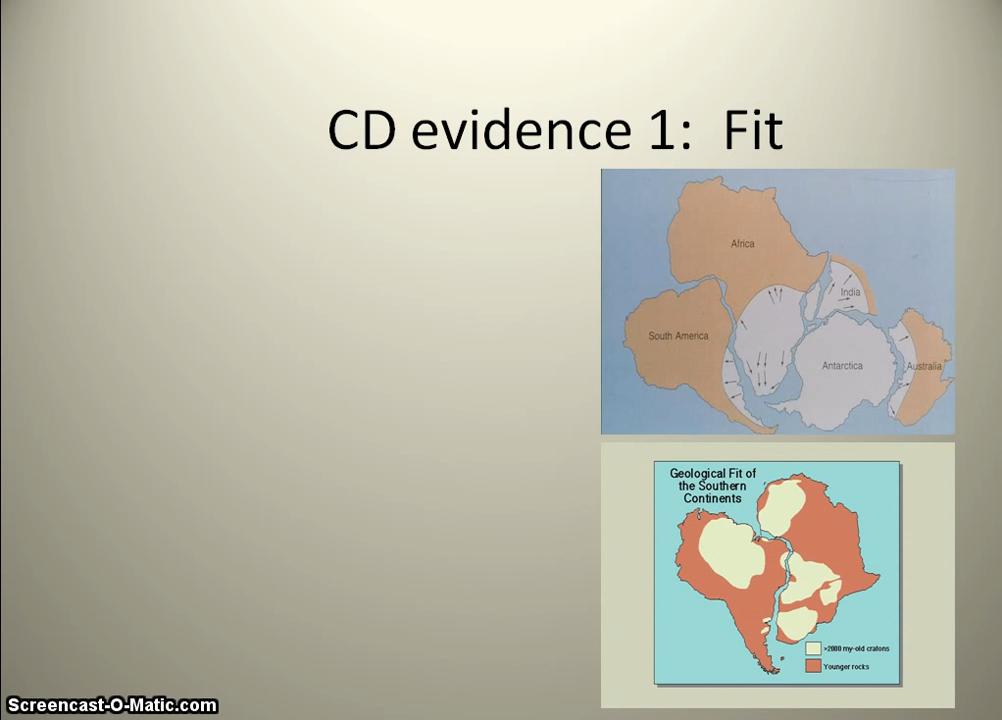 CD evidence 1: Fit
Africa
India
South America
Antarctica
Australia
Geological Fit of
the Southern
Continents
>2000 my-old cratons
Younger rocks
Screencast-O-Matic.com